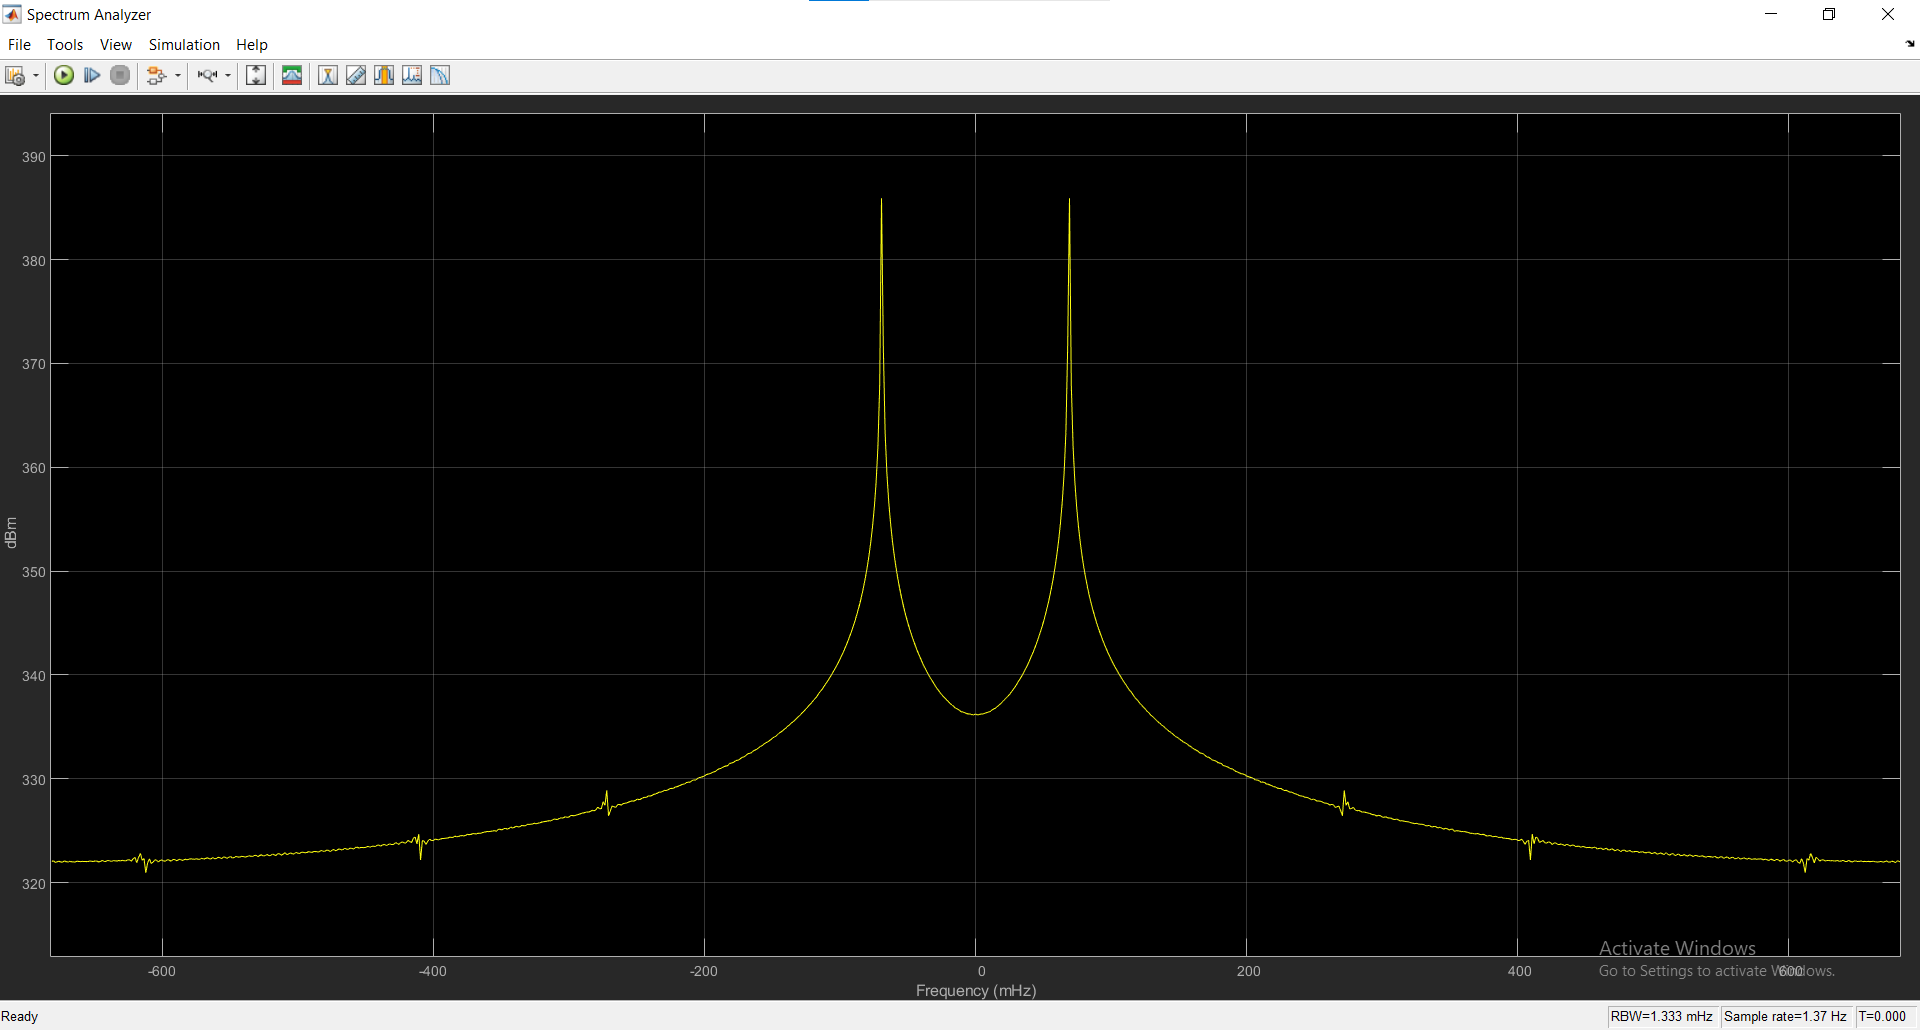 Spectrum Analyzer
File Tools View Simulation Help
390
380
370
360
350
340
330
320
dBm
-600 -400 -200 0 200 400 600
Frequency (mHz)
Activate Windows
Go to Settings to activate Windows.
Ready
RBW=1.333 mHz Sample rate=1.37 Hz T=0.000